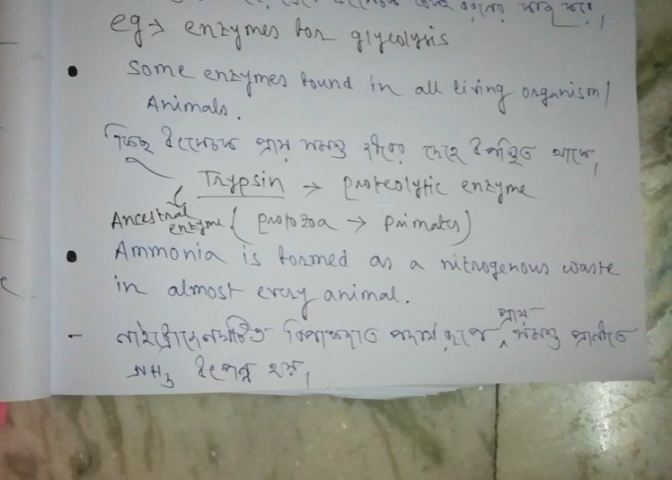 eg → enzymes for glycolysis
• Some enzymes found in all living organism /
Animals.
কিছু উৎসেচক প্রায় সমস্ত জীবের দেহে উপস্থিত থাকে,
Trypsin → proteolytic enzyme
Ancestral enzyme ( protozoa → primates )
• Ammonia is formed as a nitrogenous waste
in almost every animal.
- নাইট্রোজেনঘটিত বিপাকজাত পদার্থ রূপে প্রায় সমস্ত প্রাণীতে
NH3 উৎপন্ন হয়,